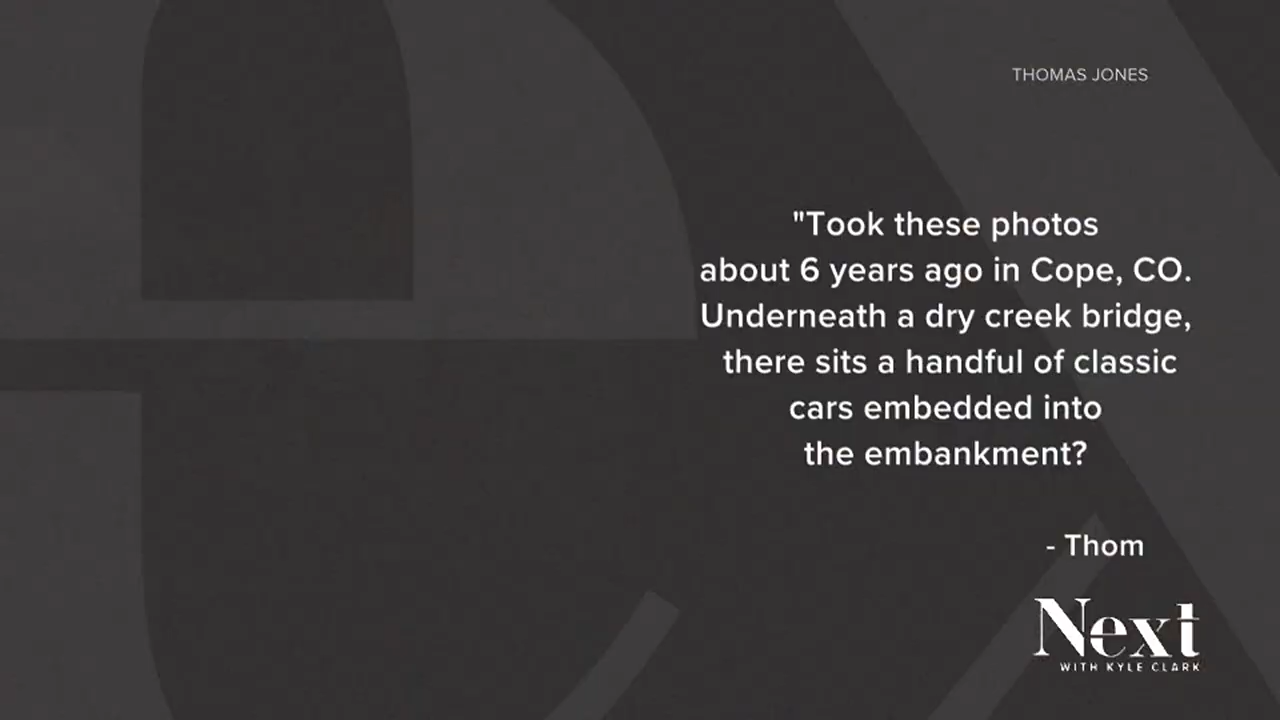 THOMAS JONES
"Took these photos
about 6 years ago in Cope, CO.
Underneath a dry creek bridge,
there sits a handful of classic
cars embedded into
the embankment?
- Thom
Next
WITH KYLE CLARK